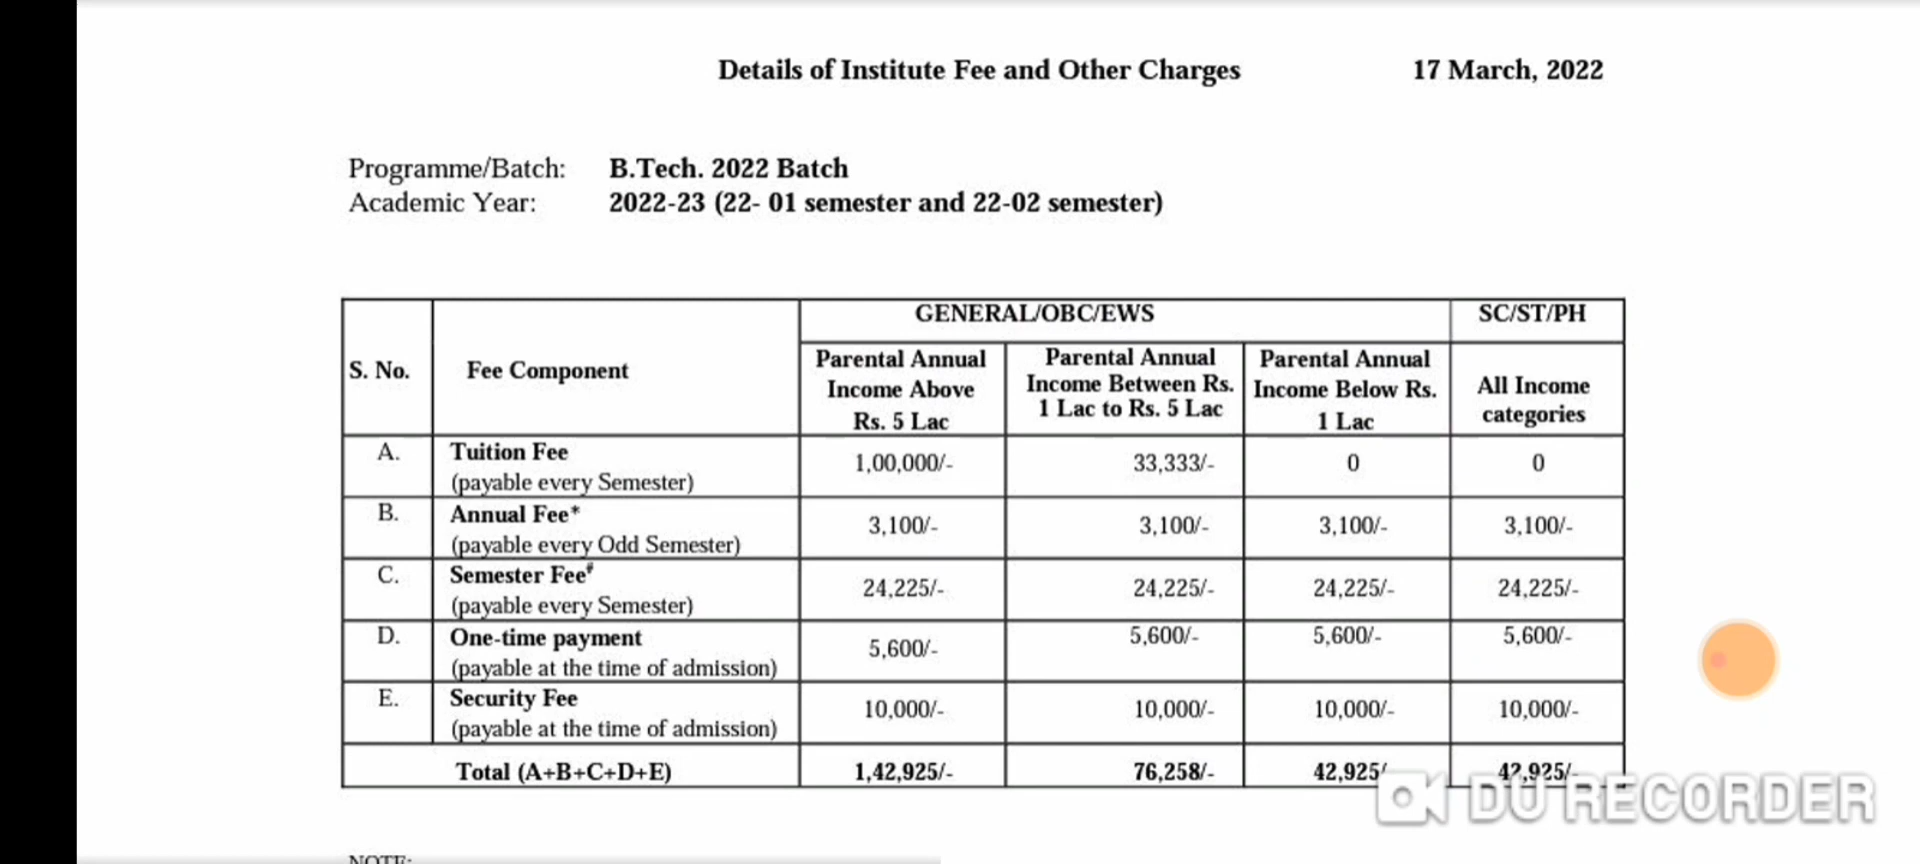 Details of Institute Fee and Other Charges 17 March, 2022
Programme/Batch: B.Tech. 2022 Batch
Academic Year: 2022-23 (22- 01 semester and 22-02 semester)
GENERAL/OBC/EWS SC/ST/PH
S. No. Fee Component Parental Annual Income Above Rs. 5 Lac Parental Annual Income Between Rs. 1 Lac to Rs. 5 Lac Parental Annual Income Below Rs. 1 Lac All Income categories
A. Tuition Fee 1,00,000/- 33,333/- 0 0
(payable every Semester)
B. Annual Fee* 3,100/- 3,100/- 3,100/- 3,100/-
(payable every Odd Semester)
C. Semester Fee# 24,225/- 24,225/- 24,225/- 24,225/-
(payable every Semester)
D. One-time payment 5,600/- 5,600/- 5,600/- 5,600/-
(payable at the time of admission)
E. Security Fee 10,000/- 10,000/- 10,000/- 10,000/-
(payable at the time of admission)
Total (A+B+C+D+E) 1,42,925/- 76,258/- 42,925/- 42,925/-
DU RECORDER
NOTE: